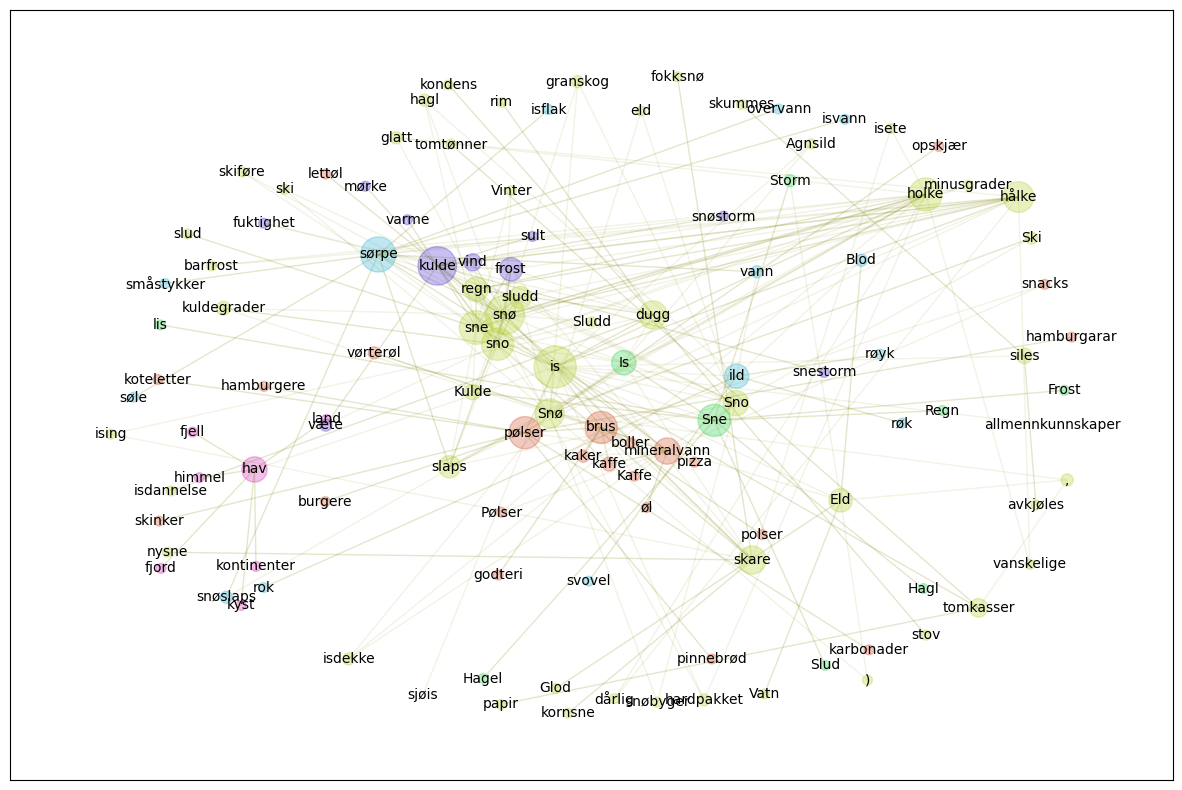 fokksnø
granskog
kondens
hagl
rim
isflak
eld
skummes
overvann
isvann
isete
glatt
tomtønner
Agnsild
opskjær
skiføre
lettøl
ski
mørke
Vinter
Storm
minusgrader
holke
hålke
fuktighet
varme
snøstorm
slud
sult
Ski
sørpe
barfrost
kulde
vind
frost
vann
Blod
småstykker
snacks
regn
sludd
kuldegrader
snø
dugg
Sludd
lis
sne
sno
hamburgarar
vørterøl
røyk
siles
is
Is
snestorm
ild
koteletter
hamburgere
Kulde
Frost
søle
Sno
Regn
Snø
land
væte
Sne
røk
allmennkunnskaper
ising
fjell
pølser
brus
boller
mineralvann
kaker
kaffe
pizza
slaps
hav
himmel
Kaffe
,
isdannelse
burgere
Eld
avkjøles
øl
Pølser
skinker
polser
nysne
skare
fjord
kontinenter
vanskelige
godteri
svovel
rok
Hagl
snøslaps
kyst
tomkasser
stov
isdekke
pinnebrød
karbonader
Slud
Hagel
)
sjøis
Glod
Vatn
papir
dårlig
snøbyger
hardpakket
kornsne